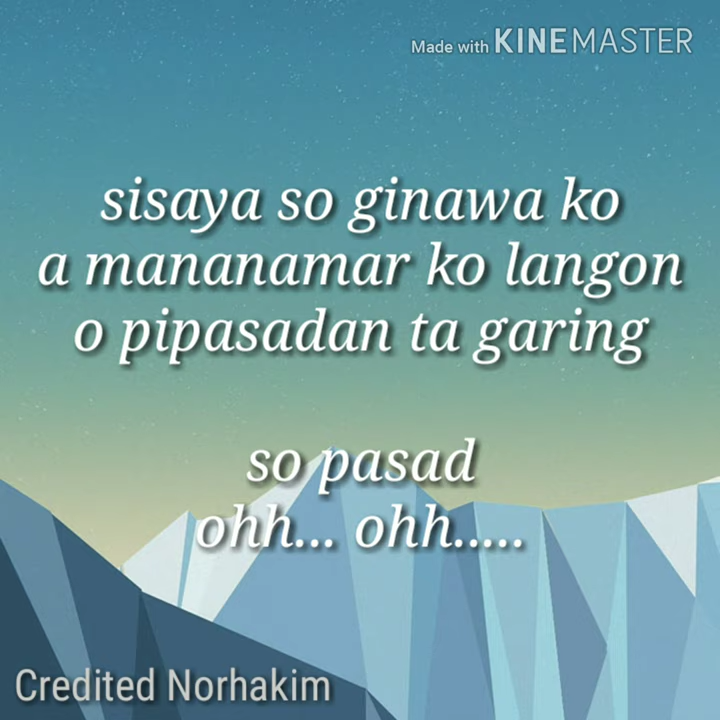 Made with KINEMASTER
sisaya so ginawa ko
a mananamar ko langon
o pipasadan ta garing
so pasad
ohh... ohh.....
Credited Norhakim